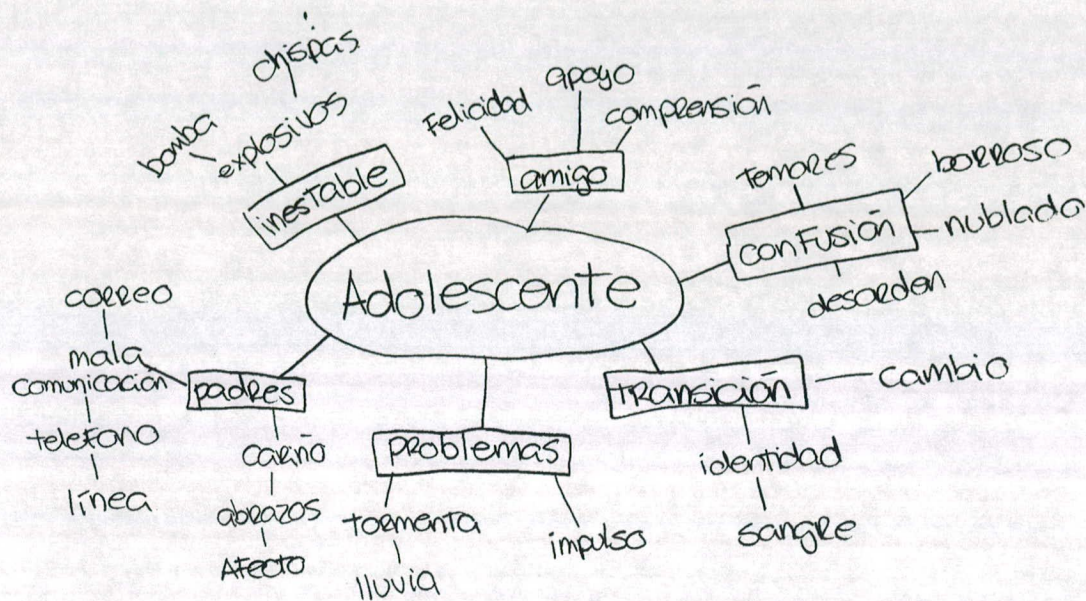 chispas
bomba
explosivos
inestable
Felicidad
apoyo
comprensión
amigo
temores
borroso
confusión
nublada
desorden
Adolescente
correo
mala
comunicación
telefono
línea
padres
cariño
abrazos
Afecto
problemas
tormenta
lluvia
impulso
transición
cambio
identidad
sangre